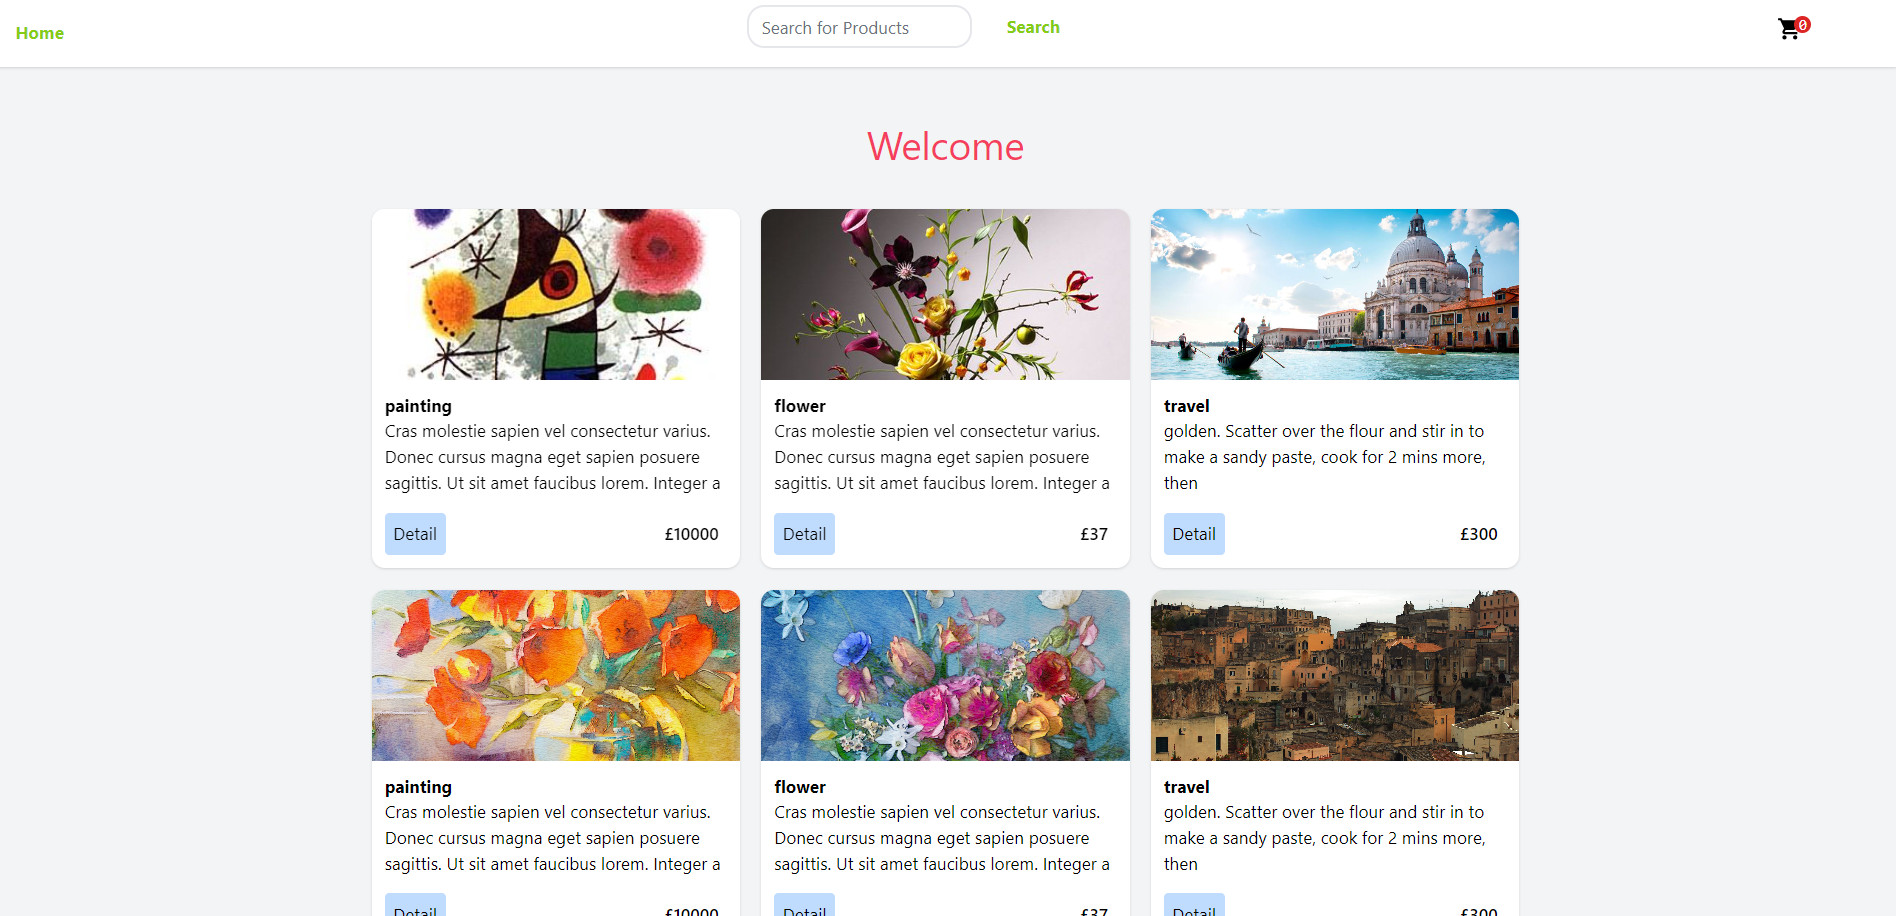 Home
Search for Products
Search
0
Welcome
painting
Cras molestie sapien vel consectetur varius.
Donec cursus magna eget sapien posuere
sagittis. Ut sit amet faucibus lorem. Integer a
Detail
£10000
flower
Cras molestie sapien vel consectetur varius.
Donec cursus magna eget sapien posuere
sagittis. Ut sit amet faucibus lorem. Integer a
Detail
£37
travel
golden. Scatter over the flour and stir in to
make a sandy paste, cook for 2 mins more,
then
Detail
£300
painting
Cras molestie sapien vel consectetur varius.
Donec cursus magna eget sapien posuere
sagittis. Ut sit amet faucibus lorem. Integer a
Detail
£10000
flower
Cras molestie sapien vel consectetur varius.
Donec cursus magna eget sapien posuere
sagittis. Ut sit amet faucibus lorem. Integer a
Detail
£37
travel
golden. Scatter over the flour and stir in to
make a sandy paste, cook for 2 mins more,
then
Detail
£300